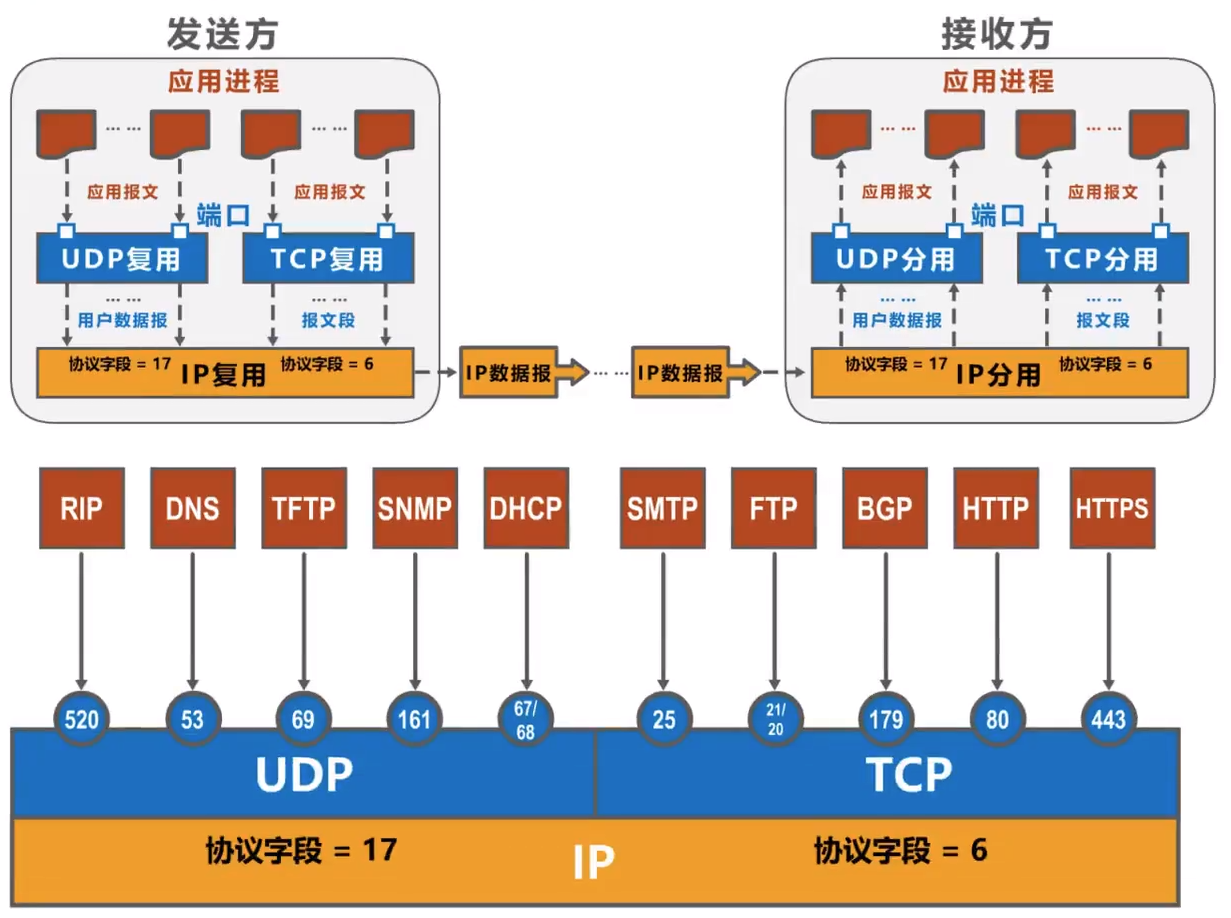 发送方
接收方
应用进程
应用进程
... ...
... ...
... ...
... ...
应用报文
应用报文
应用报文
应用报文
端口
端口
UDP复用
TCP复用
UDP分用
TCP分用
... ...
... ...
... ...
... ...
用户数据报
报文段
用户数据报
报文段
协议字段 = 17
协议字段 = 6
协议字段 = 17
协议字段 = 6
IP复用
IP数据报
... ...
IP数据报
IP分用
RIP
DNS
TFTP
SNMP
DHCP
SMTP
FTP
BGP
HTTP
HTTPS
520
53
69
161
67/
68
25
21/
20
179
80
443
UDP
TCP
协议字段 = 17
协议字段 = 6
IP